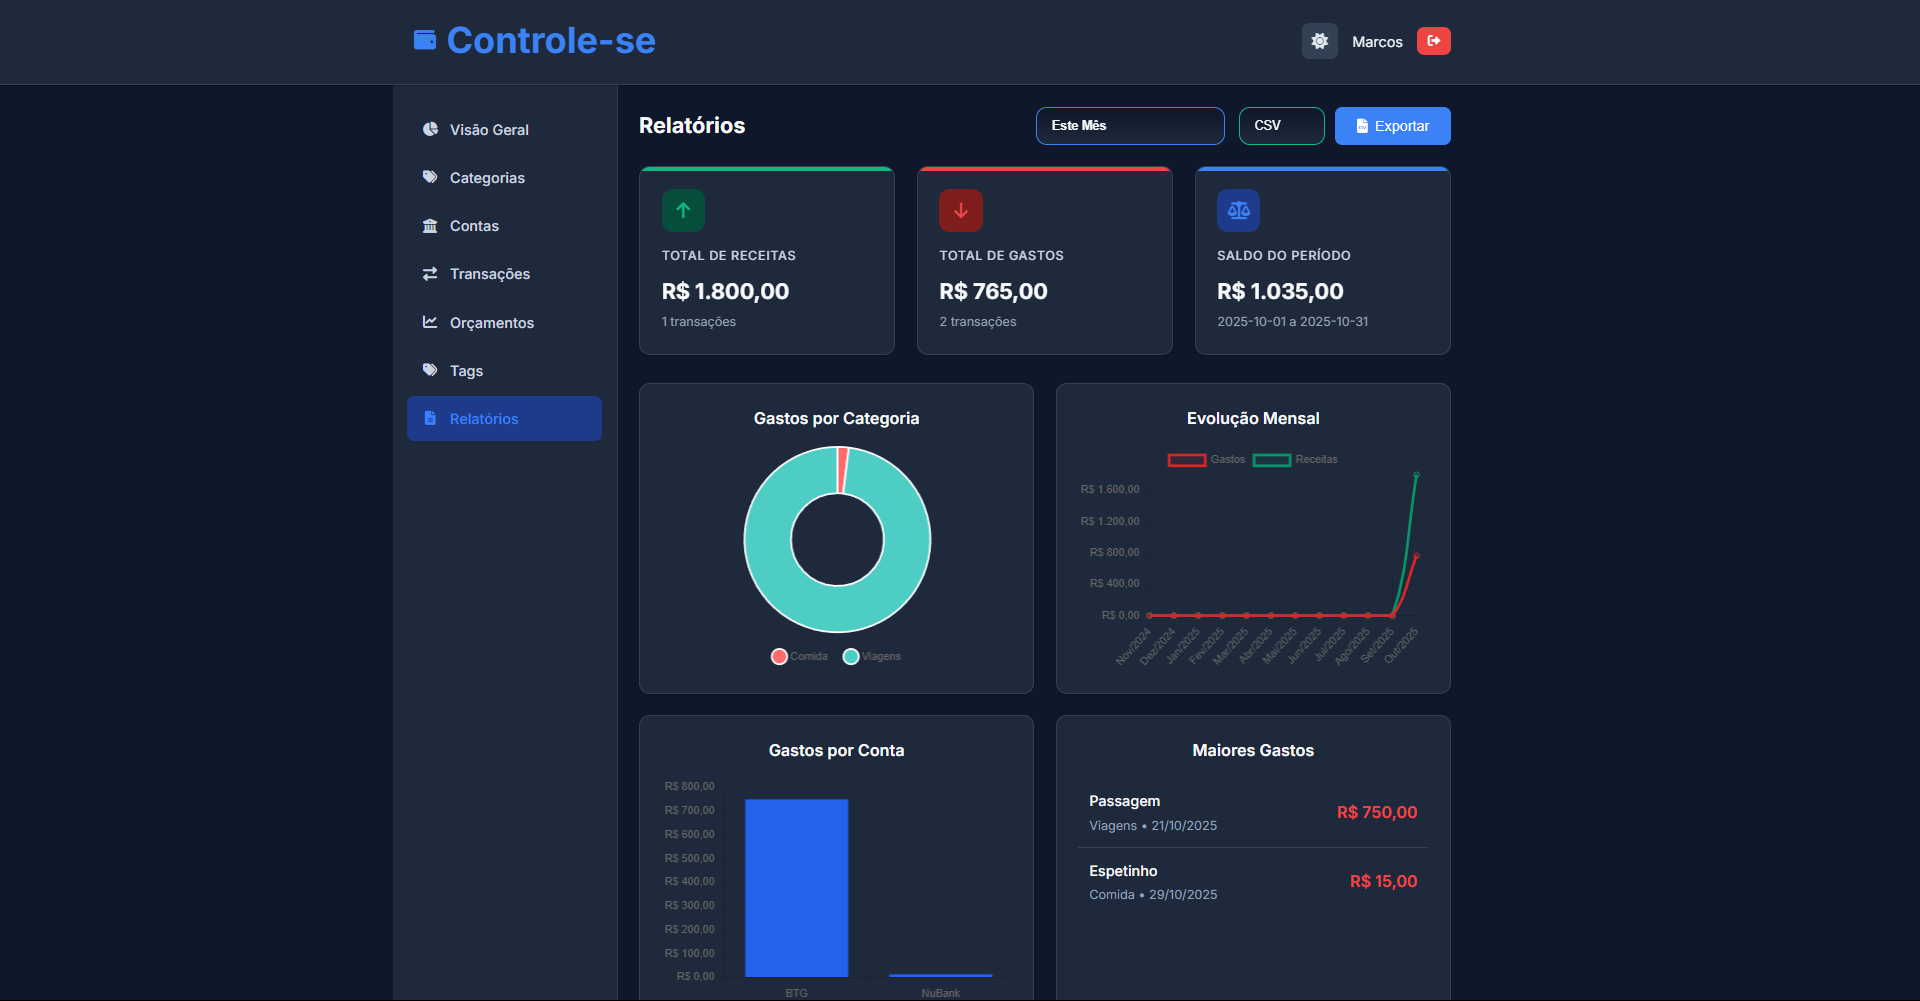 Controle-se
Marcos
Visão Geral
Categorias
Contas
Transações
Orçamentos
Tags
Relatórios
Relatórios
Este Mês
CSV
Exportar
TOTAL DE RECEITAS
R$ 1.800,00
1 transações
TOTAL DE GASTOS
R$ 765,00
2 transações
SALDO DO PERÍODO
R$ 1.035,00
2025-10-01 a 2025-10-31
Gastos por Categoria
Comida
Viagens
Evolução Mensal
Gastos
Receitas
R$ 1.600,00
R$ 1.200,00
R$ 800,00
R$ 400,00
R$ 0,00
Nov/2024
Dez/2024
Jan/2025
Fev/2025
Mar/2025
Abr/2025
Mai/2025
Jun/2025
Jul/2025
Ago/2025
Set/2025
Out/2025
Gastos por Conta
R$ 800,00
R$ 700,00
R$ 600,00
R$ 500,00
R$ 400,00
R$ 300,00
R$ 200,00
R$ 100,00
R$ 0,00
BTG
NuBank
Maiores Gastos
Passagem
R$ 750,00
Viagens • 21/10/2025
Espetinho
R$ 15,00
Comida • 29/10/2025